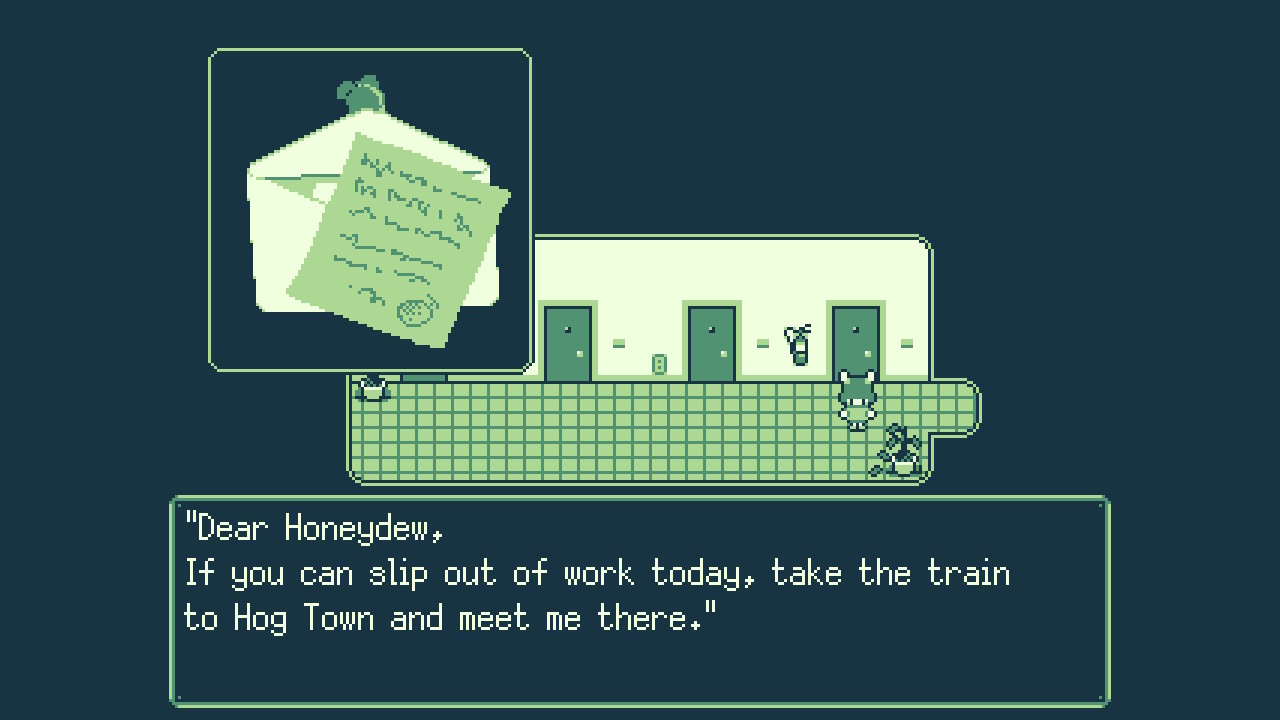 "Dear Honeydew,
If you can slip out of work today, take the train
to Hog Town and meet me there."